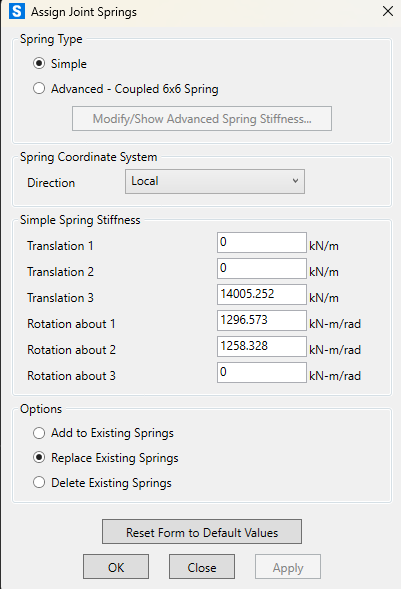 S Assign Joint Springs
Spring Type
Simple
Advanced - Coupled 6x6 Spring
Modify/Show Advanced Spring Stiffness...
Spring Coordinate System
Direction Local
Simple Spring Stiffness
Translation 1 0 kN/m
Translation 2 0 kN/m
Translation 3 14005.252 kN/m
Rotation about 1 1296.573 kN-m/rad
Rotation about 2 1258.328 kN-m/rad
Rotation about 3 0 kN-m/rad
Options
Add to Existing Springs
Replace Existing Springs
Delete Existing Springs
Reset Form to Default Values
OK Close Apply